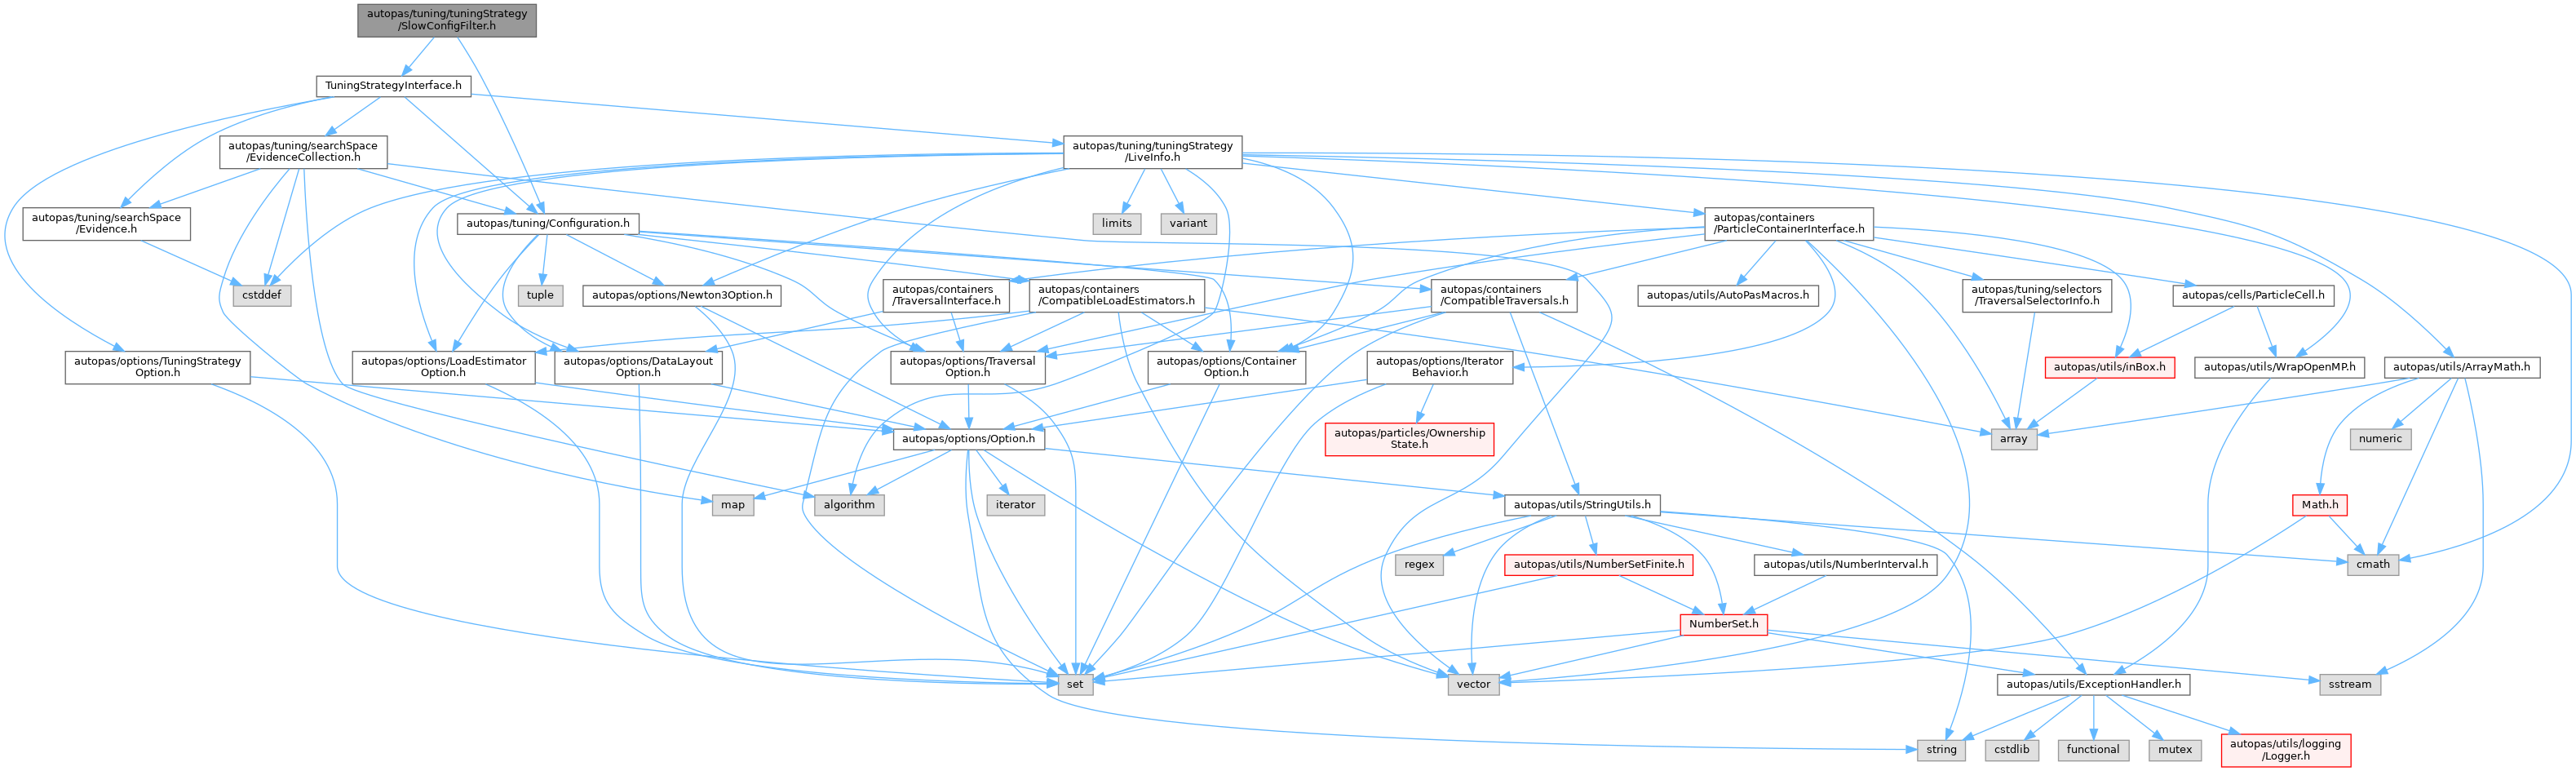 autopas/tuning/tuningStrategy
/SlowConfigFilter.h
TuningStrategyInterface.h
autopas/tuning/searchSpace
/EvidenceCollection.h
autopas/tuning/tuningStrategy
/LiveInfo.h
autopas/tuning/searchSpace
/Evidence.h
autopas/tuning/Configuration.h
limits
variant
autopas/containers
/ParticleContainerInterface.h
cstddef
tuple
autopas/options/Newton3Option.h
autopas/containers
/TraversalInterface.h
autopas/containers
/CompatibleLoadEstimators.h
autopas/containers
/CompatibleTraversals.h
autopas/utils/AutoPasMacros.h
autopas/tuning/selectors
/TraversalSelectorInfo.h
autopas/cells/ParticleCell.h
autopas/options/TuningStrategy
Option.h
autopas/options/LoadEstimator
Option.h
autopas/options/DataLayout
Option.h
autopas/options/Traversal
Option.h
autopas/options/Container
Option.h
autopas/options/Iterator
Behavior.h
autopas/utils/inBox.h
autopas/utils/WrapOpenMP.h
autopas/utils/ArrayMath.h
autopas/options/Option.h
autopas/particles/Ownership
State.h
array
numeric
map
algorithm
iterator
autopas/utils/StringUtils.h
Math.h
regex
autopas/utils/NumberSetFinite.h
autopas/utils/NumberInterval.h
cmath
NumberSet.h
set
vector
autopas/utils/ExceptionHandler.h
sstream
string
cstdlib
functional
mutex
autopas/utils/logging
/Logger.h